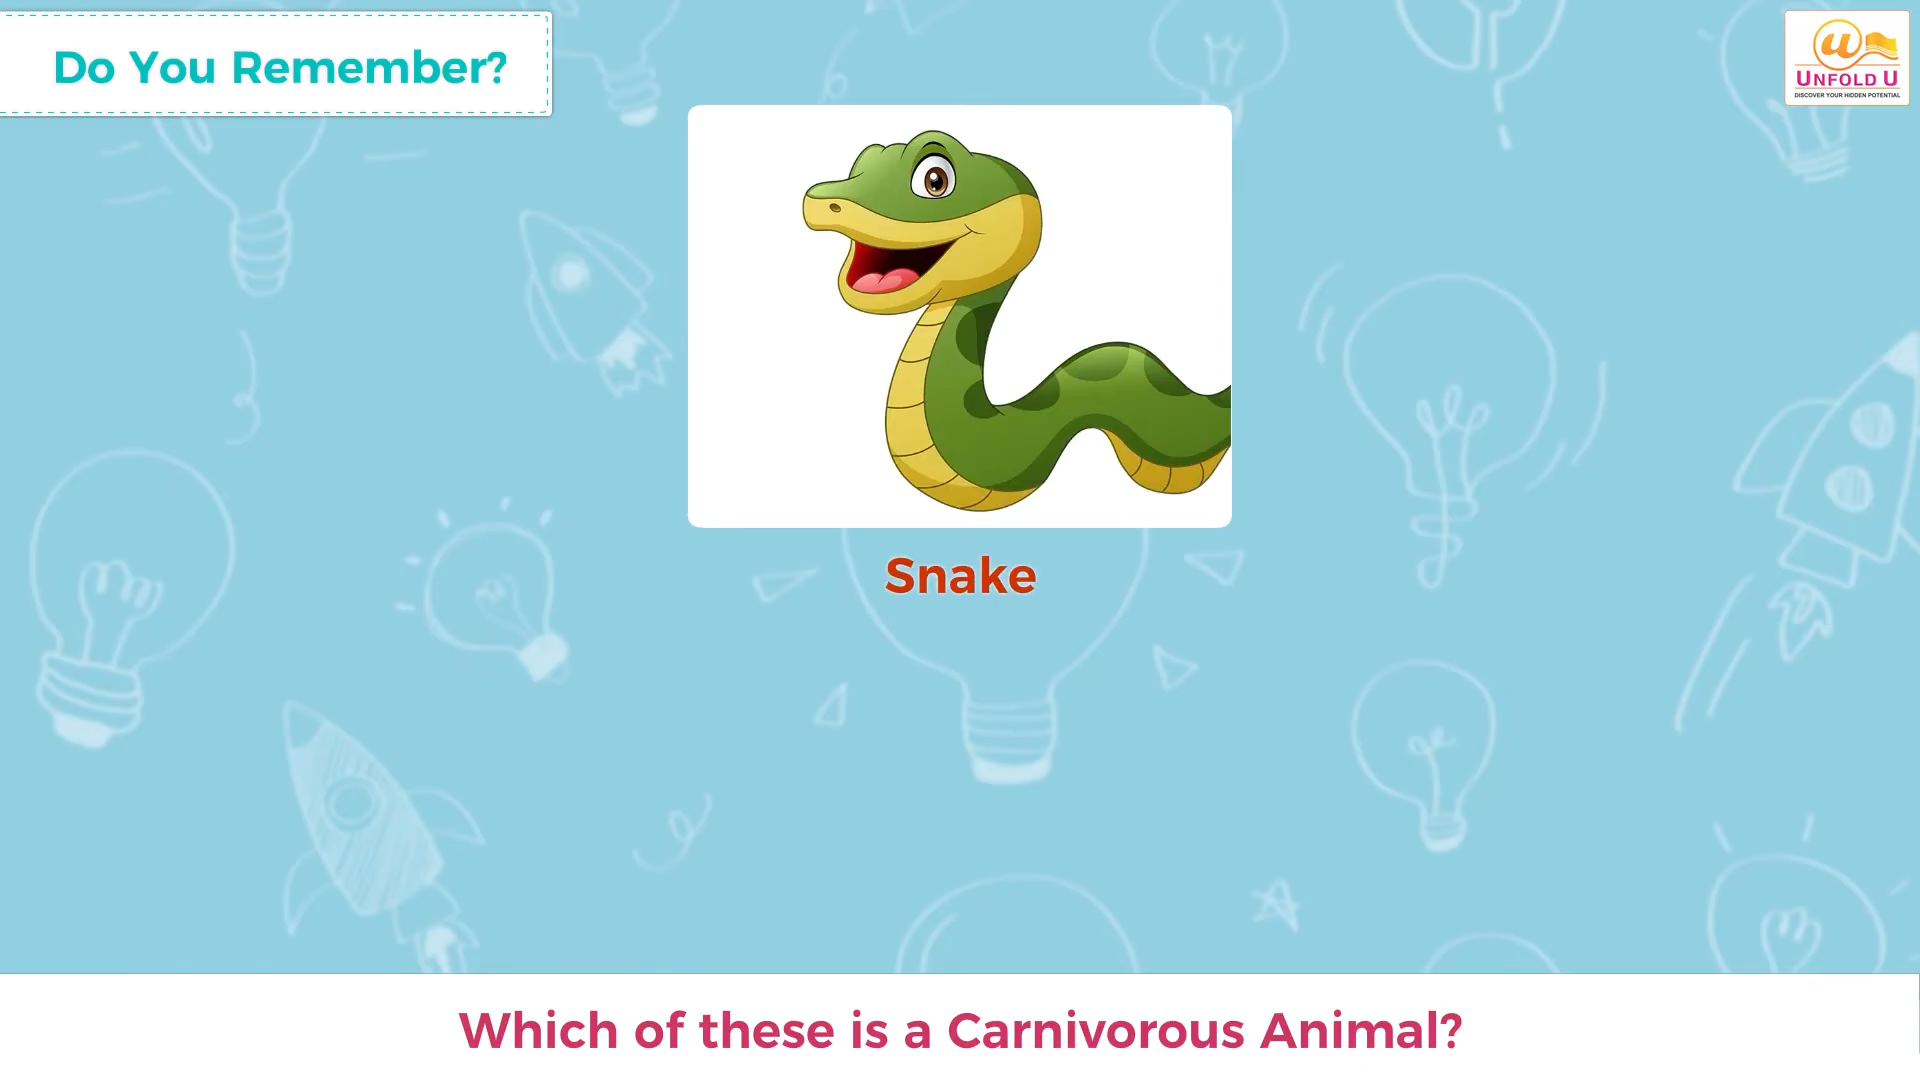 Do You Remember?
UNFOLD U
DISCOVER YOUR HIDDEN POTENTIAL
Snake
Which of these is a Carnivorous Animal?